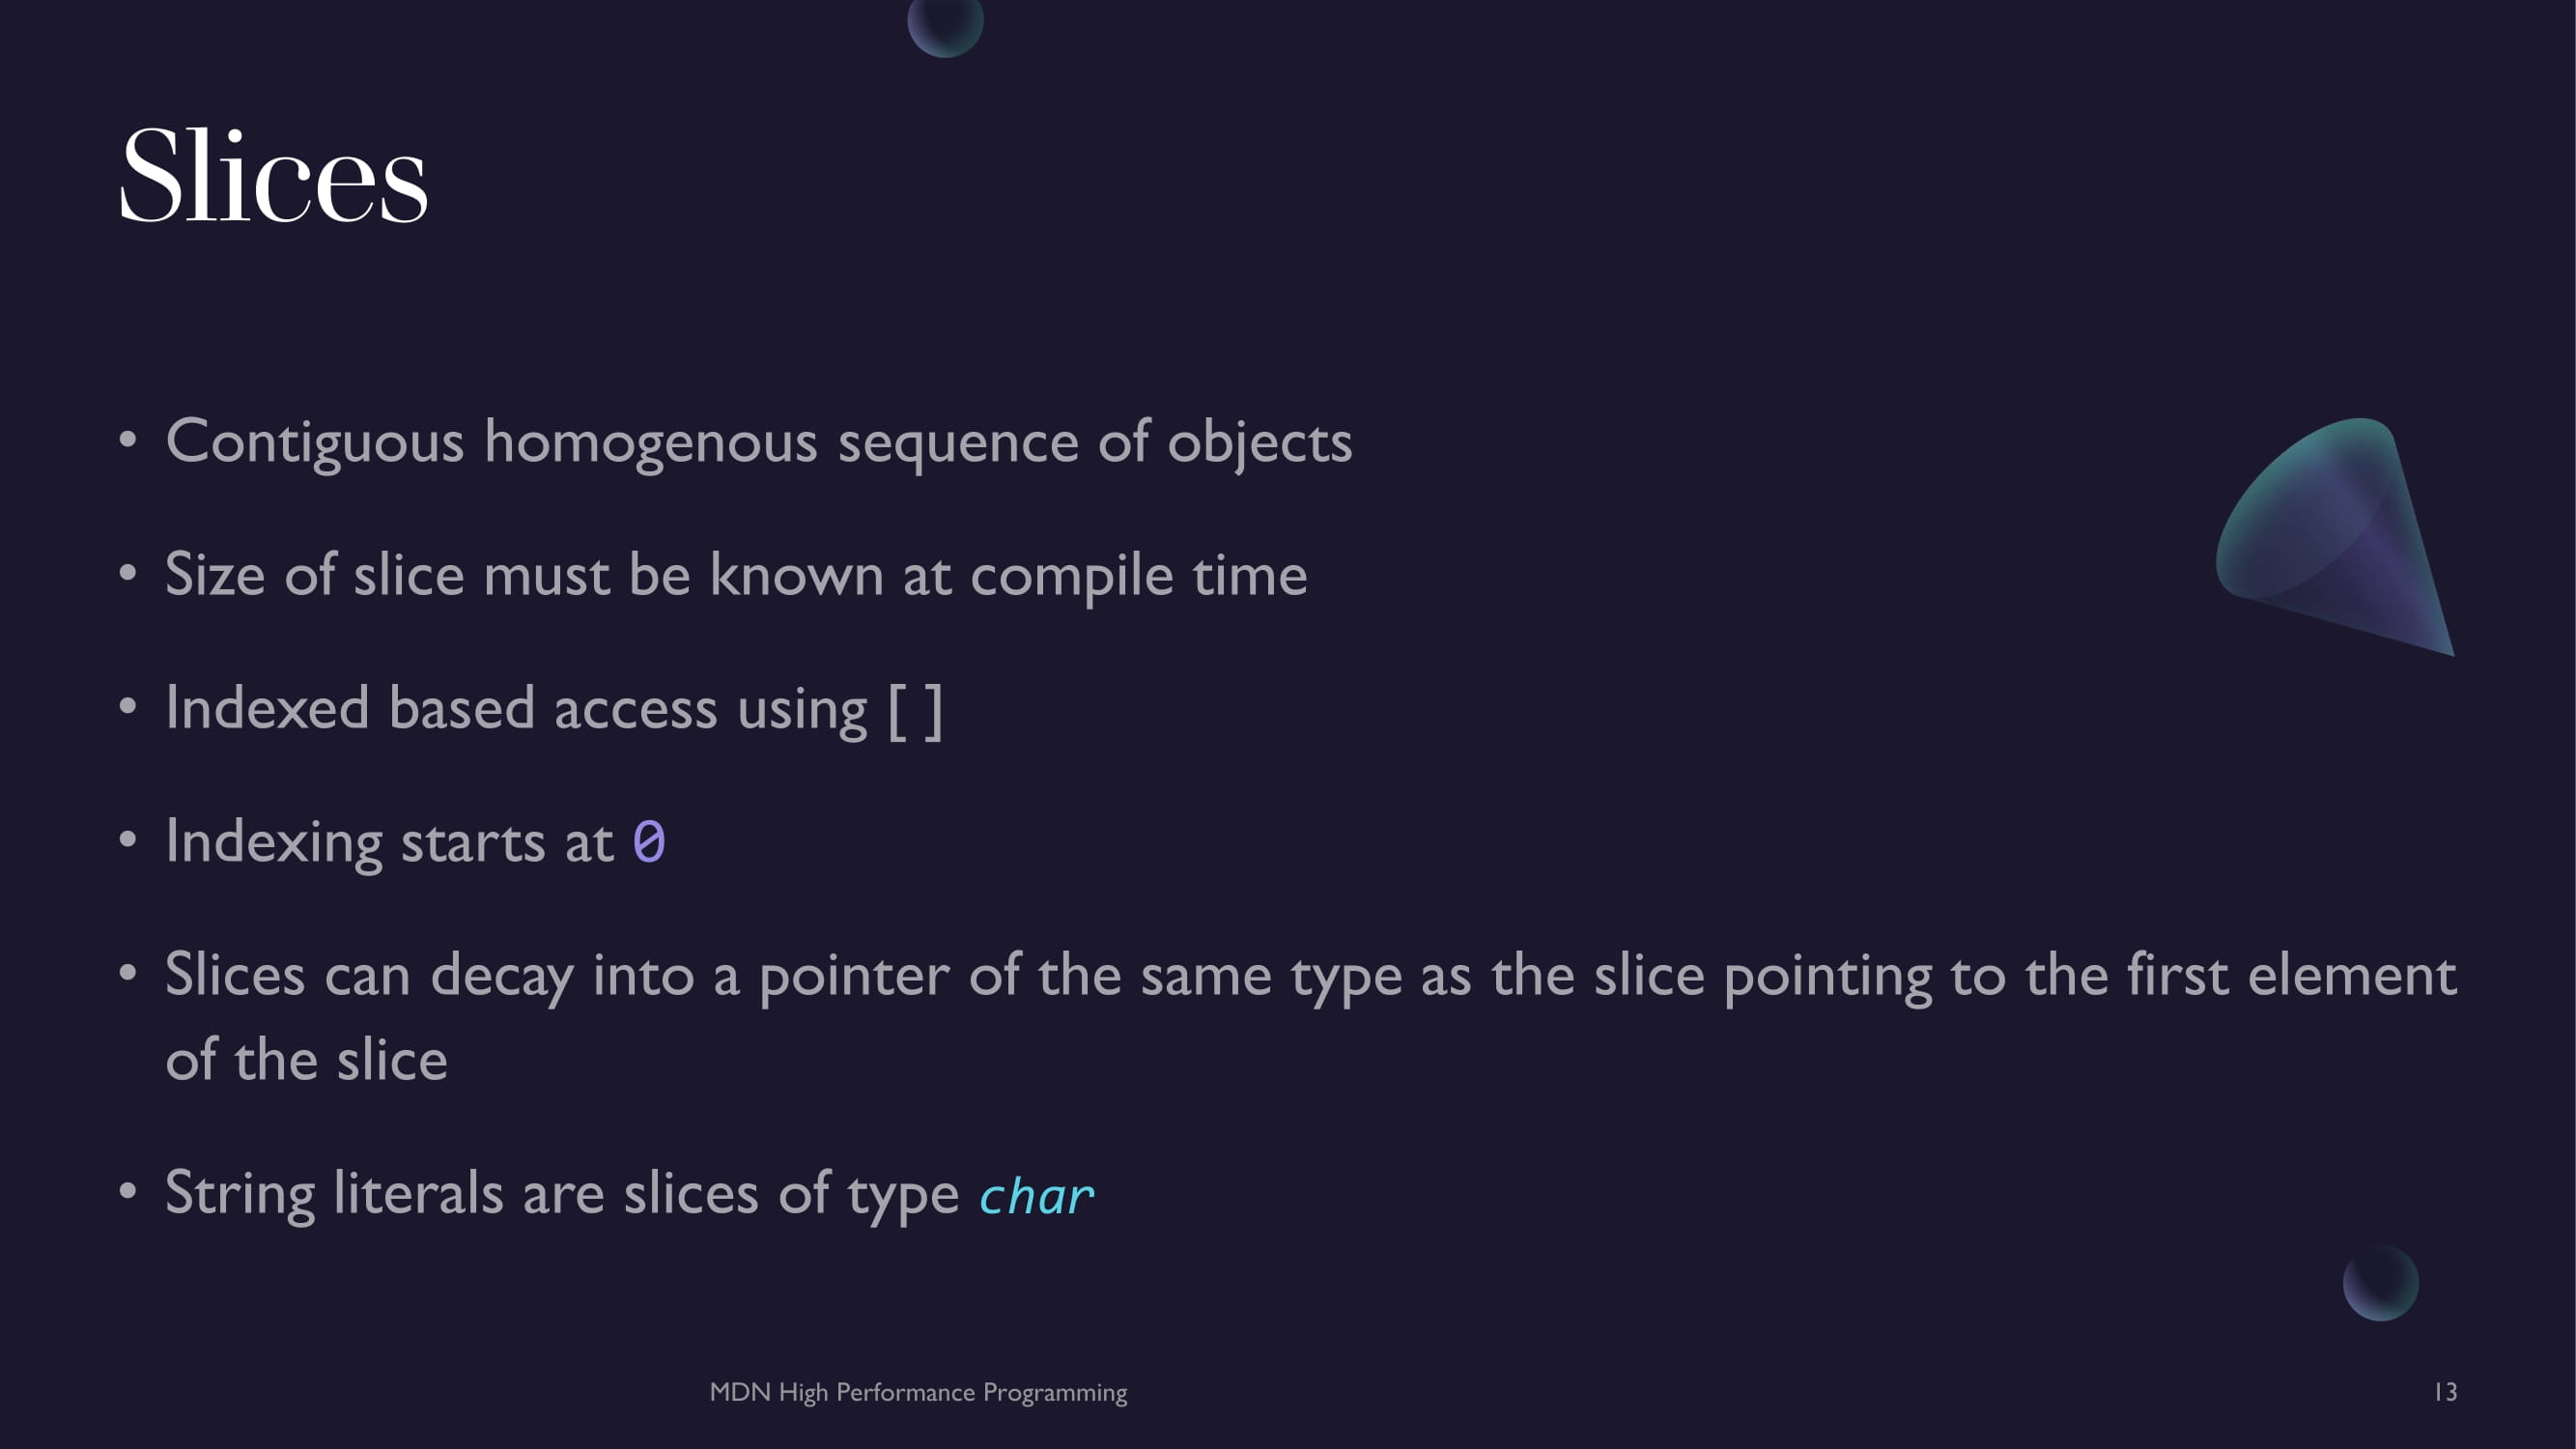 Slices
• Contiguous homogenous sequence of objects
• Size of slice must be known at compile time
• Indexed based access using [ ]
• Indexing starts at 0
• Slices can decay into a pointer of the same type as the slice pointing to the first element
of the slice
• String literals are slices of type char
MDN High Performance Programming
13